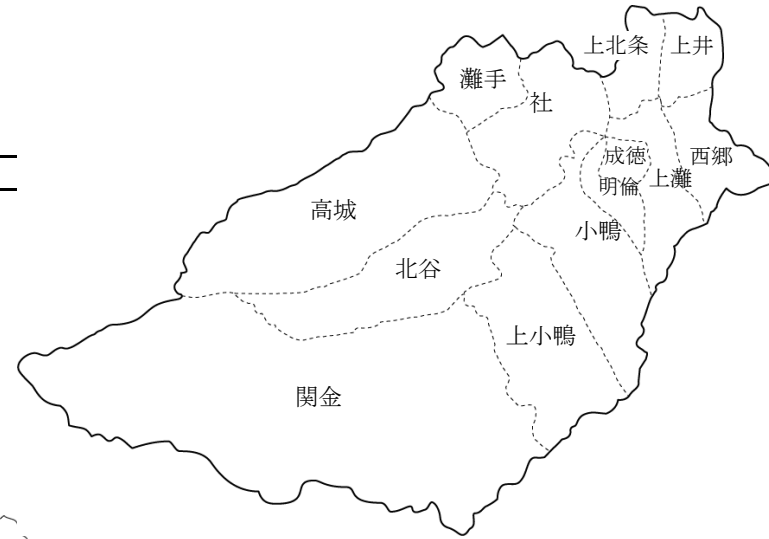 上北条
上井
灘手
社
成徳
西郷
明倫
上灘
高城
小鴨
北谷
上小鴨
関金